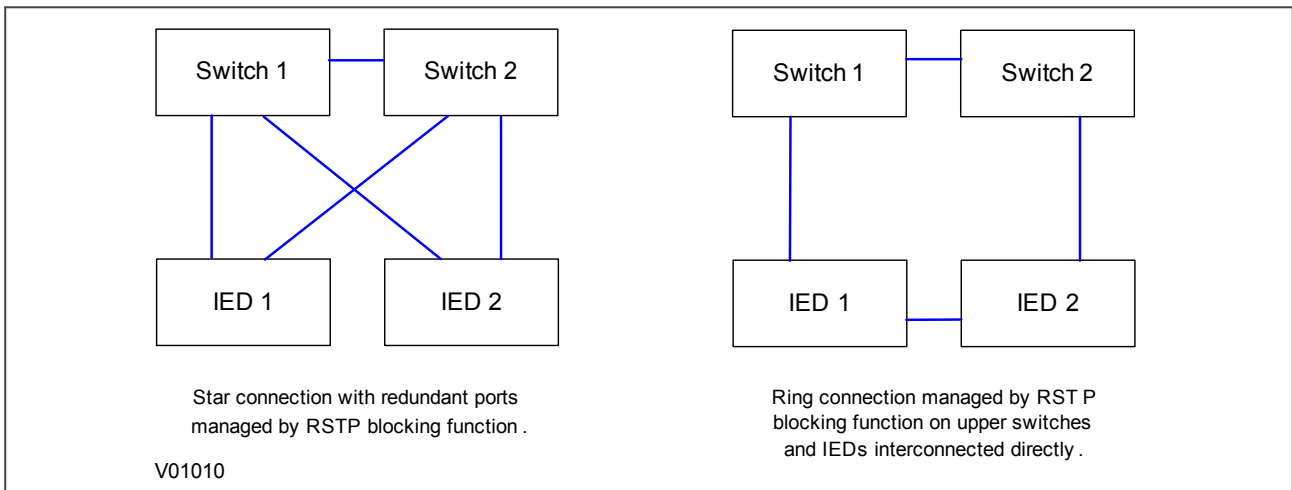 Switch 1
Switch 2
IED 1
IED 2
Star connection with redundant ports
managed by RSTP blocking function .
Switch 1
Switch 2
IED 1
IED 2
Ring connection managed by RST P
blocking function on upper switches
and IEDs interconnected directly .
V01010